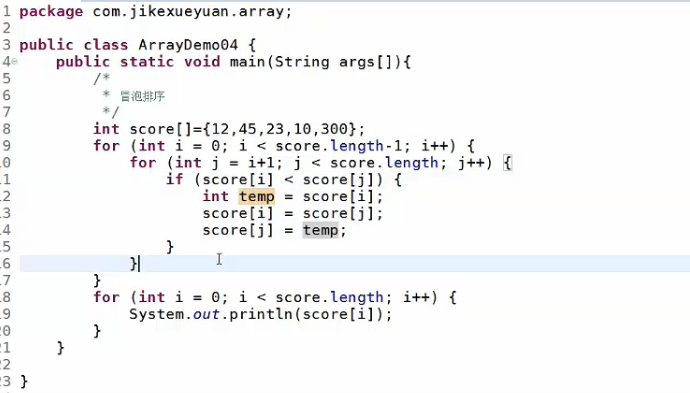 1 package com.jikexueyuan.array;
2
3 public class ArrayDemo04 {
4 public static void main(String args[]){
5 /*
6 * 冒泡排序
7 */
8 int score[]={12,45,23,10,300};
9 for (int i = 0; i < score.length-1; i++) {
10 for (int j = i+1; j < score.length; j++) {
11 if (score[i] < score[j]) {
12 int temp = score[i];
13 score[i] = score[j];
14 score[j] = temp;
15 }
16 }
17 }
18 for (int i = 0; i < score.length; i++) {
19 System.out.println(score[i]);
20 }
21 }
22
23 }